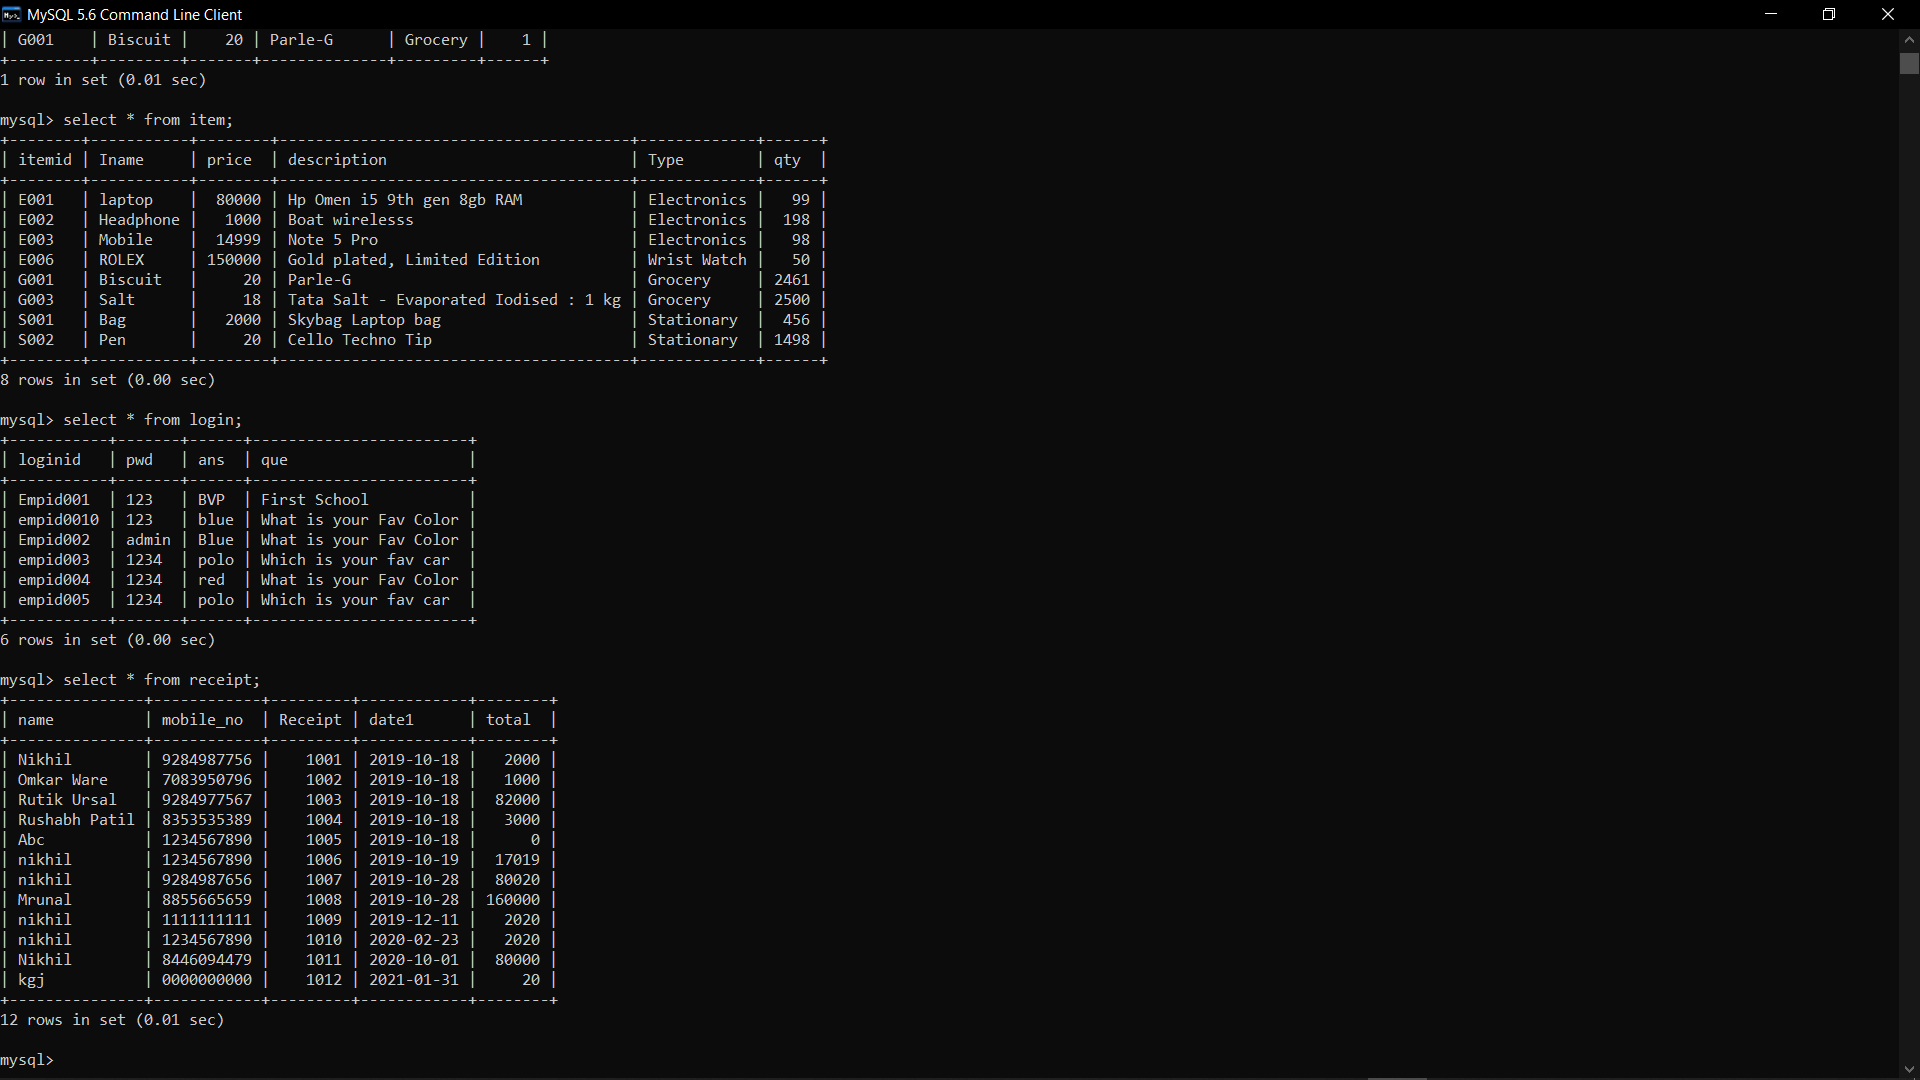 MySQL 5.6 Command Line Client
| G001    | Biscuit |    20 | Parle-G      | Grocery |    1 |
+---------+---------+-------+--------------+---------+------+
1 row in set (0.01 sec)
mysql> select * from item;
+--------+-----------+--------+---------------------------------------+-------------+------+
| itemid | Iname     | price  | description                           | Type        | qty  |
+--------+-----------+--------+---------------------------------------+-------------+------+
| E001   | laptop    |  80000 | Hp Omen i5 9th gen 8gb RAM            | Electronics |   99 |
| E002   | Headphone |   1000 | Boat wirelesss                        | Electronics |  198 |
| E003   | Mobile    |  14999 | Note 5 Pro                            | Electronics |   98 |
| E006   | ROLEX     | 150000 | Gold plated, Limited Edition          | Wrist Watch |   50 |
| G001   | Biscuit   |     20 | Parle-G                               | Grocery     | 2461 |
| G003   | Salt      |     18 | Tata Salt - Evaporated Iodised : 1 kg | Grocery     | 2500 |
| S001   | Bag       |   2000 | Skybag Laptop bag                     | Stationary  |  456 |
| S002   | Pen       |     20 | Cello Techno Tip                      | Stationary  | 1498 |
+--------+-----------+--------+---------------------------------------+-------------+------+
8 rows in set (0.00 sec)
mysql> select * from login;
+-----------+-------+------+------------------------+
| loginid   | pwd   | ans  | que                    |
+-----------+-------+------+------------------------+
| Empid001  | 123   | BVP  | First School           |
| empid0010 | 123   | blue | What is your Fav Color |
| Empid002  | admin | Blue | What is your Fav Color |
| empid003  | 1234  | polo | Which is your fav car  |
| empid004  | 1234  | red  | What is your Fav Color |
| empid005  | 1234  | polo | Which is your fav car  |
+-----------+-------+------+------------------------+
6 rows in set (0.00 sec)
mysql> select * from receipt;
+---------------+------------+---------+------------+--------+
| name          | mobile_no  | Receipt | date1      | total  |
+---------------+------------+---------+------------+--------+
| Nikhil        | 9284987756 |    1001 | 2019-10-18 |   2000 |
| Omkar Ware    | 7083950796 |    1002 | 2019-10-18 |   1000 |
| Rutik Ursal   | 9284977567 |    1003 | 2019-10-18 |  82000 |
| Rushabh Patil | 8353535389 |    1004 | 2019-10-18 |   3000 |
| Abc           | 1234567890 |    1005 | 2019-10-18 |      0 |
| nikhil        | 1234567890 |    1006 | 2019-10-19 |  17019 |
| nikhil        | 9284987656 |    1007 | 2019-10-28 |  80020 |
| Mrunal        | 8855665659 |    1008 | 2019-10-28 | 160000 |
| nikhil        | 1111111111 |    1009 | 2019-12-11 |   2020 |
| nikhil        | 1234567890 |    1010 | 2020-02-23 |   2020 |
| Nikhil        | 8446094479 |    1011 | 2020-10-01 |  80000 |
| kgj           | 0000000000 |    1012 | 2021-01-31 |     20 |
+---------------+------------+---------+------------+--------+
12 rows in set (0.01 sec)
mysql>